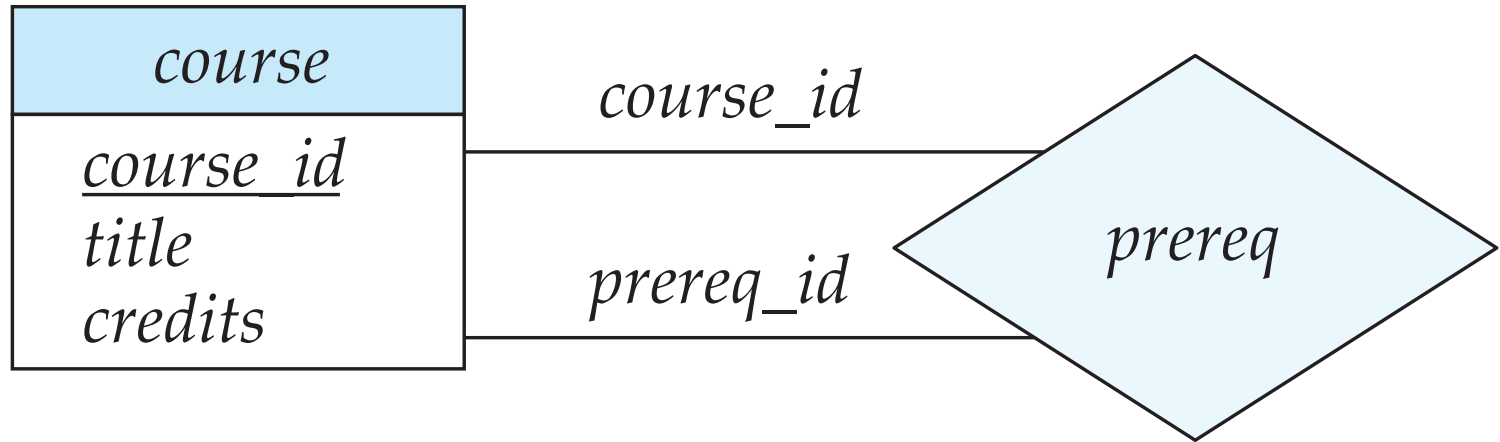 course
course_id
title
credits
course_id
prereq_id
prereq